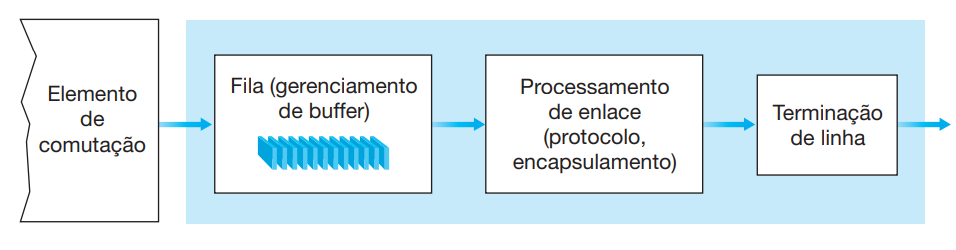 Elemento
de
comutação
Fila (gerenciamento
de buffer)
Processamento
de enlace
(protocolo,
encapsulamento)
Terminação
de linha